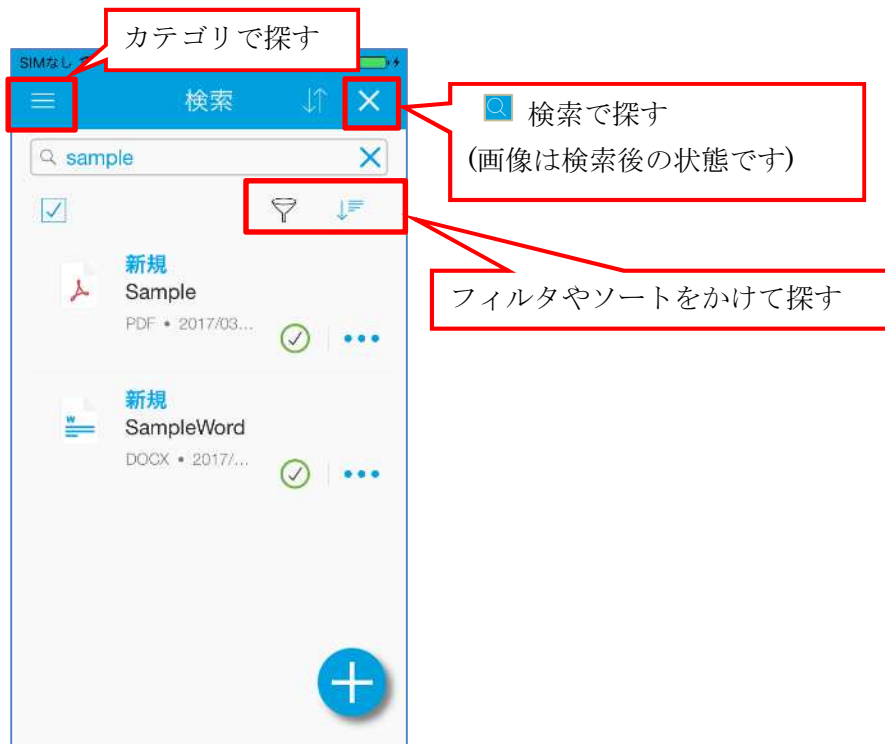 カテゴリで探す
SIMなし
検索
検索で探す
(画像は検索後の状態です)
sample
新規
Sample
PDF • 2017/03...
フィルタやソートをかけて探す
新規
SampleWord
DOCX • 2017/...